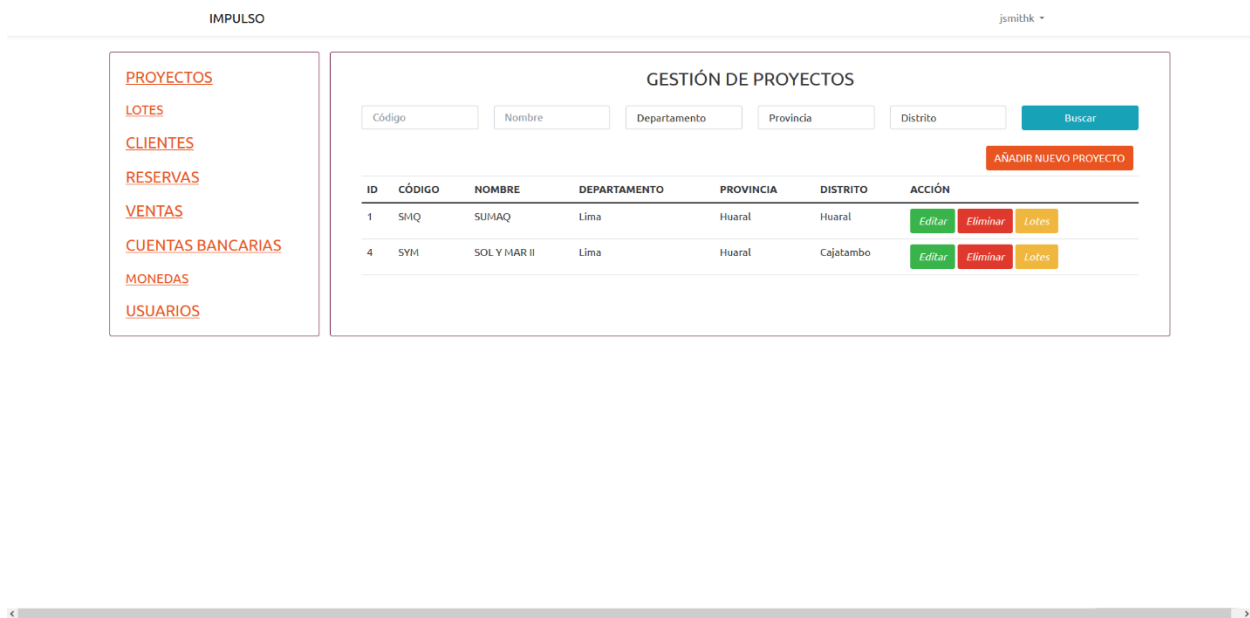 IMPULSO
jsmithk
PROYECTOS
LOTES
CLIENTES
RESERVAS
VENTAS
CUENTAS BANCARIAS
MONEDAS
USUARIOS
GESTIÓN DE PROYECTOS
Código Nombre Departamento Provincia Distrito Buscar
AÑADIR NUEVO PROYECTO
ID CÓDIGO NOMBRE DEPARTAMENTO PROVINCIA DISTRITO ACCIÓN
1 SMQ SUMAQ Lima Huaral Huaral Editar Eliminar Lotes
4 SYM SOL Y MAR II Lima Huaral Cajatambo Editar Eliminar Lotes